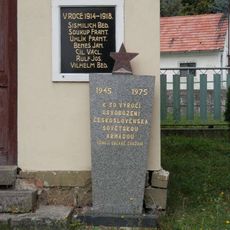 V ROCE 1914-1918.
SISMILICH BED.
SOUKUP FRANT.
UHLÍK FRANT.
BENEŠ JAN.
CÍL VÁCL.
RULF JOS.
VILHELM BED.
1945 1975
K 30 VÝROČÍ
OSVOBOZENÍ
ČESKOSLOVENSKA
SOVĚTSKOU
ARMÁDOU